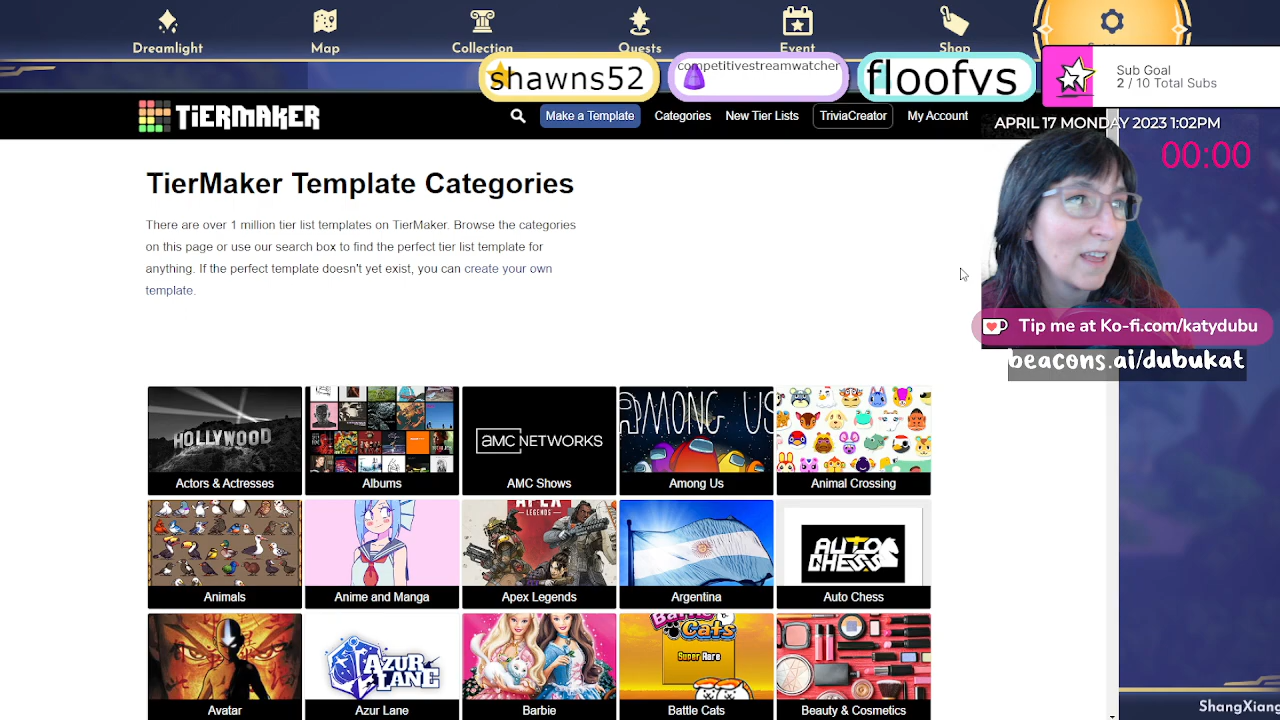 Dreamlight
Map
Collection
Quests
Event
Shop
shawns52
competitivestreamwatcher
floofys
Sub Goal
2 / 10 Total Subs
TiERMAKER
Make a Template
Categories
New Tier Lists
TriviaCreator
My Account
APRIL 17 MONDAY 2023 1:02PM
00:00
TierMaker Template Categories
There are over 1 million tier list templates on TierMaker. Browse the categories
on this page or use our search box to find the perfect tier list template for
anything. If the perfect template doesn't yet exist, you can create your own
template.
Tip me at Ko-fi.com/katydubu
beacons.ai/dubukat
HOLLYWOOD
amc NETWORKS
AMONG US
Actors & Actresses
Albums
AMC Shows
Among Us
Animal Crossing
APEX
LEGENDS
AUTO
CHESS
Animals
Anime and Manga
Apex Legends
Argentina
Auto Chess
AZUR
LANE
Battle
Cats
Super Rare
Avatar
Azur Lane
Barbie
Battle Cats
Beauty & Cosmetics
ShangXiang